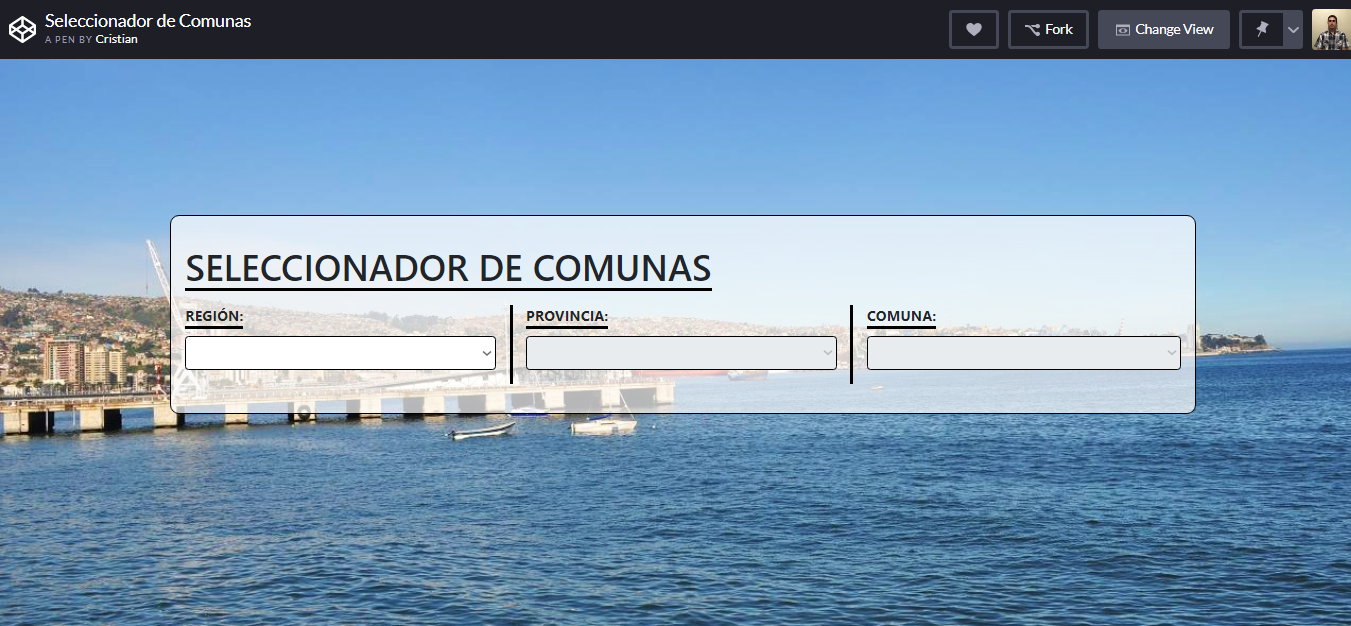 Seleccionador de Comunas
A PEN BY Cristian
Fork
Change View
SELECCIONADOR DE COMUNAS
REGIÓN:
PROVINCIA:
COMUNA: